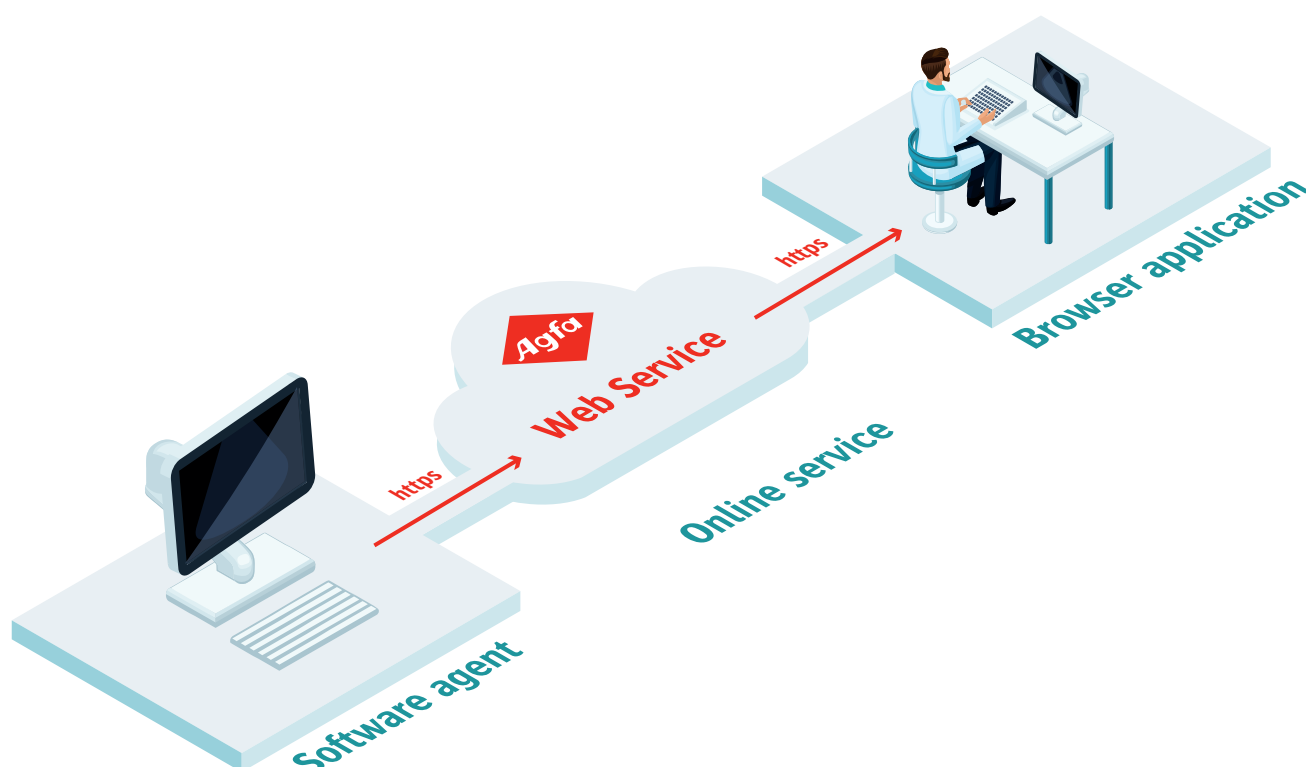 Browser application
https
Agfa
Web Service
Online service
https
Software agent